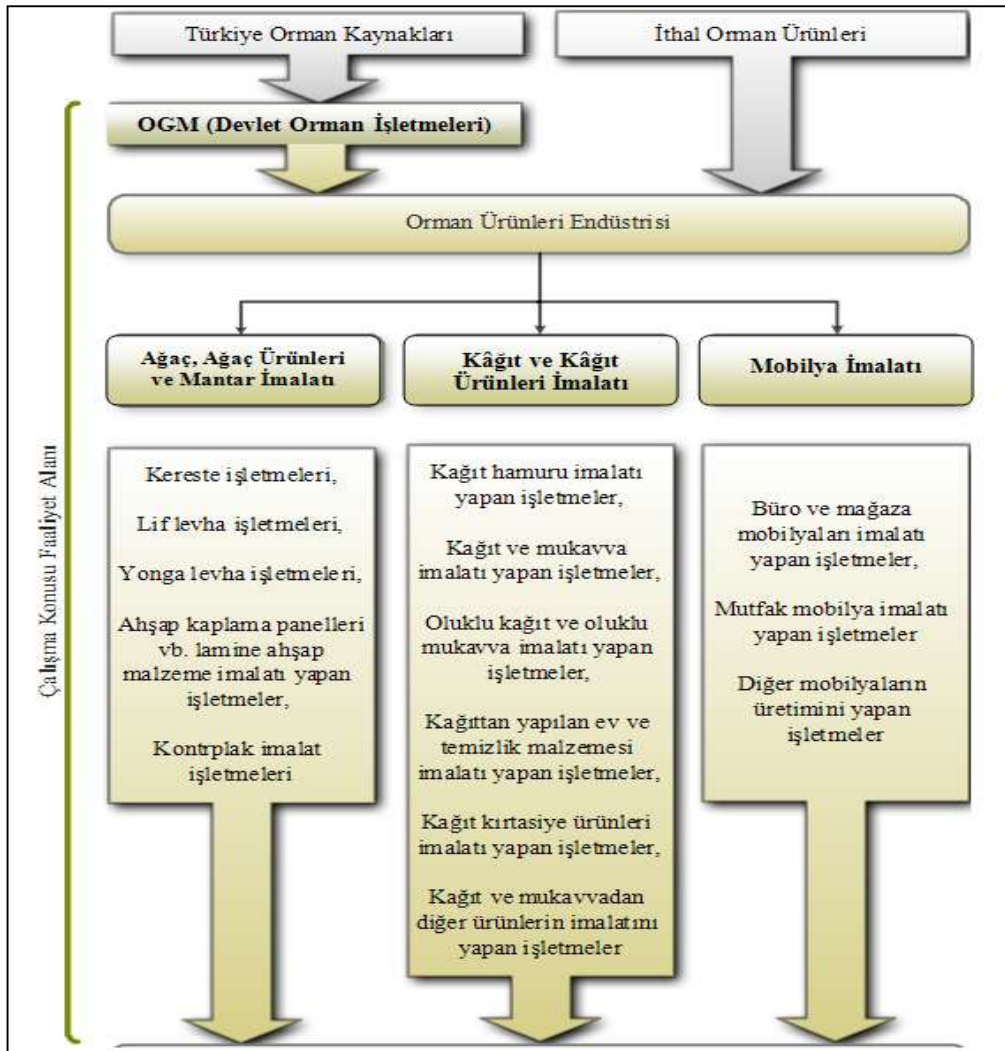 Türkiye Orman Kaynakları
İthal Orman Ürünleri
OGM (Devlet Orman İşletmeleri)
Orman Ürünleri Endüstrisi
Ağaç, Ağaç Ürünleri
ve Mantar İmalatı
Kâğıt ve Kâğıt
Ürünleri İmalatı
Mobilya İmalatı
Çalışma Konusu Faaliyet Alanı
Kereste işletmeleri,
Lif levha işletmeleri,
Yonga levha işletmeleri,
Ahşap kaplama panelleri
vb. lamine ahşap
malzeme imalatı yapan
işletmeler,
Kontrplak imalat
işletmeleri
Kağıt hamuru imalatı
yapan işletmeler,
Kağıt ve mukavva
imalatı yapan işletmeler,
Oluklu kağıt ve oluklu
mukavva imalatı yapan
işletmeler,
Kağıttan yapılan ev ve
temizlik malzemesi
imalatı yapan işletmeler,
Kağıt kırtasiye ürünleri
imalatı yapan işletmeler,
Kağıt ve mukavvadan
diğer ürünlerin imalatını
yapan işletmeler
Büro ve mağaza
mobilyaları imalatı
yapan işletmeler,
Mutfak mobilya imalatı
yapan işletmeler
Diğer mobilyaların
üretimini yapan
işletmeler